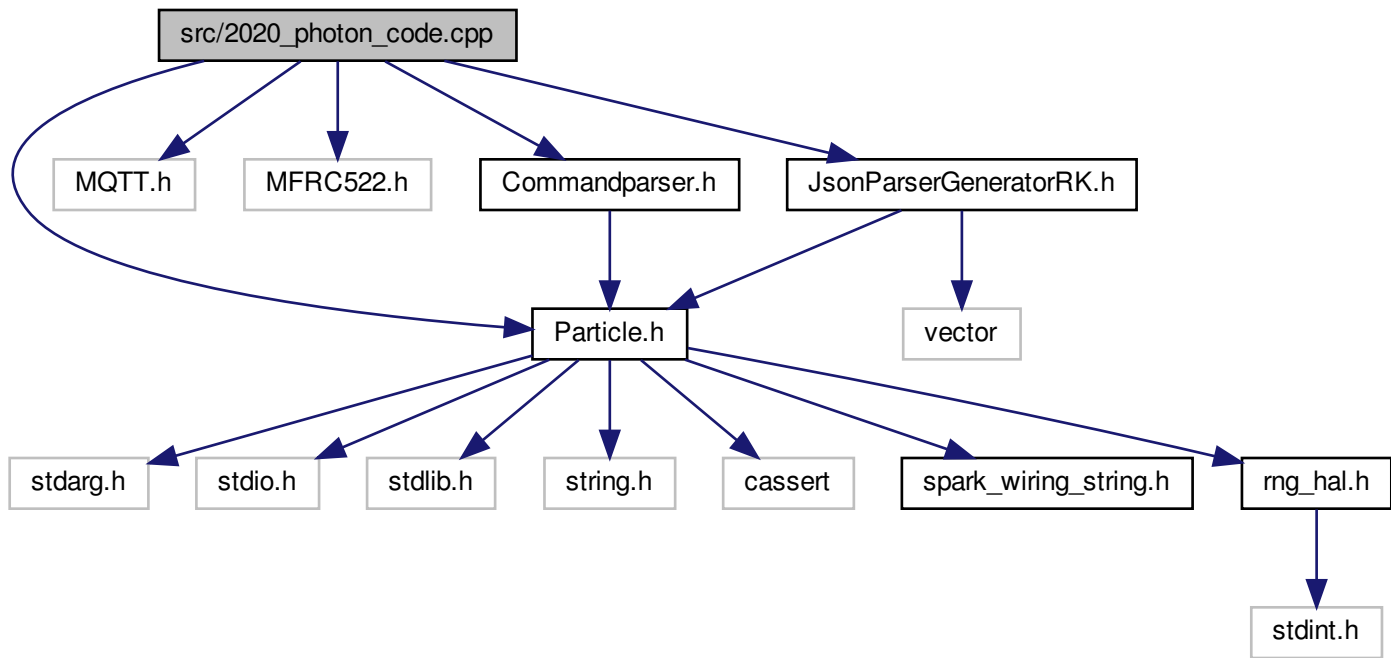 src/2020_photon_code.cpp
MQTT.h
MFRC522.h
Commandparser.h
JsonParserGeneratorRK.h
Particle.h
vector
stdarg.h
stdio.h
stdlib.h
string.h
cassert
spark_wiring_string.h
rng_hal.h
stdint.h